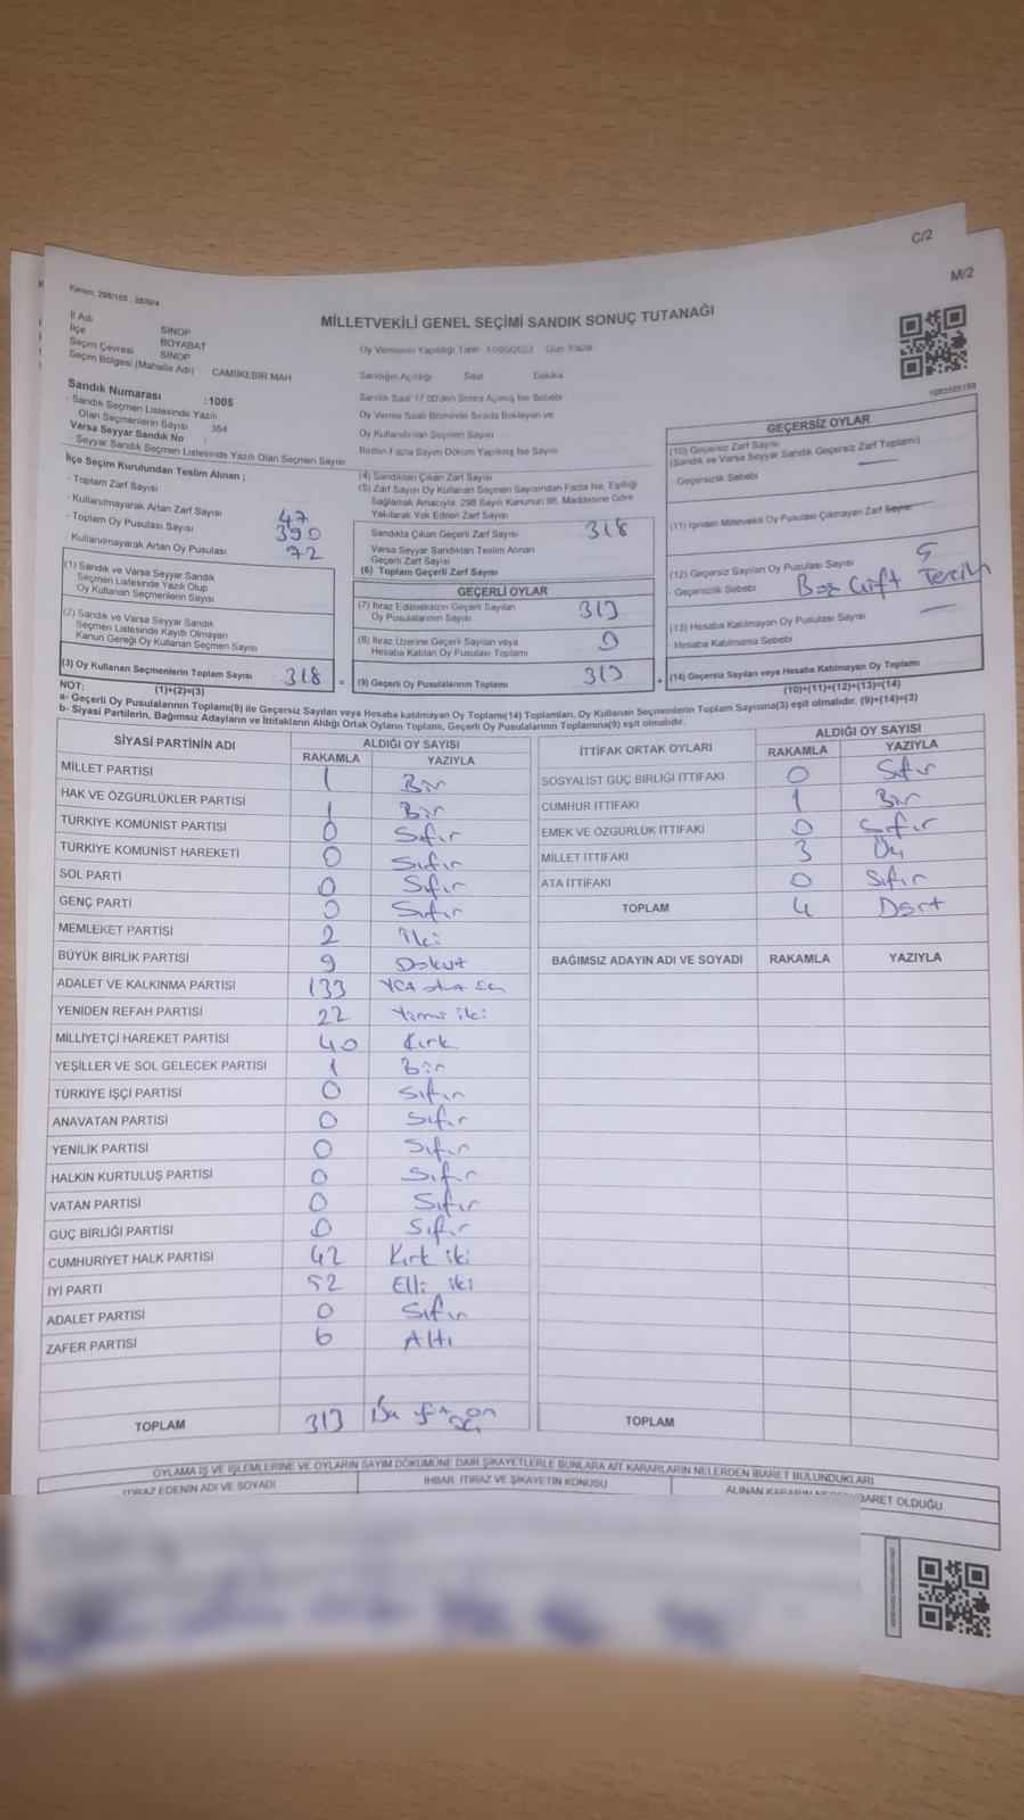 C/2
M/2
MİLLETVEKİLİ GENEL SEÇİMİ SANDIK SONUÇ TUTANAĞI
İl Adı SİNOP
İlçe BOYABAT
Seçim Çevresi SİNOP
Seçim Bölgesi (Mahalle Adı) CAMİİKEBİR MAH
Sandık Numarası :1005
Sandık Seçmen Listesinde Yazılı
Olan Seçmenlerin Sayısı 364
Varsa Seyyar Sandık No :
Seyyar Sandık Seçmen Listesinde Yazılı Olan Seçmen Sayısı
İlçe Seçim Kurulundan Teslim Alınan ;
- Toplam Zarf Sayısı
- Kullanılmayarak Artan Zarf Sayısı 47
- Toplam Oy Pusulası Sayısı 390
Kullanılmayarak Artan Oy Pusulası 72
(1) Sandık ve Varsa Seyyar Sandık
Seçmen Listesinde Yazılı Olup
Oy Kullanan Seçmenlerin Sayısı
(2) Sandık ve Varsa Seyyar Sandık
Seçmen Listesinde Kayıtlı Olmayan
Kanun Gereği Oy Kullanan Seçmen Sayısı
(3) Oy Kullanan Seçmenlerin Toplam Sayısı 318
(1)+(2)=(3)
Oy Kullandırılan Seçmen Sayısı
(4) Sandıktan Çıkan Zarf Sayısı
(5) Zarf Sayısı Oy Kullanan Seçmen Sayısından Fazla İse, Eşitliği
Sağlamak Amacıyla, 298 Sayılı Kanunun 98. Maddesine Göre
Yakılarak Yok Edilen Zarf Sayısı
Sandıkta Çıkan Geçerli Zarf Sayısı 318
Varsa Seyyar Sandıktan Teslim Alınan
Geçerli Zarf Sayısı
(6) Toplam Geçerli Zarf Sayısı
GEÇERLİ OYLAR
(7) İtiraz Edilmeksizin Geçerli Sayılan
Oy Pusulalarının Sayısı 313
(8) İtiraz Üzerine Geçerli Sayılan veya
Hesaba Katılan Oy Pusulası Toplamı
(9) Geçerli Oy Pusulalarının Toplamı 313
GEÇERSİZ OYLAR
(10) Geçersiz Zarf Sayısı
(Sandık ve Varsa Seyyar Sandık Geçersiz Zarf Toplamı)
Geçersizlik Sebebi
(11) İçinden Milletvekili Oy Pusulası Çıkmayan Zarf Sayısı
(12) Geçersiz Sayılan Oy Pusulası Sayısı 5
Geçersizlik Sebebi Boş Çift Tercih
(13) Hesaba Katılmayan Oy Pusulası Sayısı
Hesaba Katılmama Sebebi
(14) Geçersiz Sayılan veya Hesaba Katılmayan Oy Toplamı
(10)+(11)+(12)+(13)=(14)
NOT:
a- Geçerli Oy Pusulalarının Toplamı(9) ile Geçersiz Sayılan veya Hesaba katılmayan Oy Toplamı(14) Toplamları, Oy Kullanan Seçmenlerin Toplam Sayısına(3) eşit olmalıdır. (9)+(14)=(3)
b- Siyasi Partilerin, Bağımsız Adayların ve İttifakların Aldığı Ortak Oyların Toplamı, Geçerli Oy Pusulalarının Toplamına(9) eşit olmalıdır.
SİYASİ PARTİNİN ADI ALDIĞI OY SAYISI
RAKAMLA YAZIYLA
MİLLET PARTİSİ 1 Bir
HAK VE ÖZGÜRLÜKLER PARTİSİ 1 Bir
TÜRKİYE KOMÜNİST PARTİSİ 0 Sıfır
TÜRKİYE KOMÜNİST HAREKETİ 0 Sıfır
SOL PARTİ 0 Sıfır
GENÇ PARTİ 0 Sıfır
MEMLEKET PARTİSİ 2 İki
BÜYÜK BİRLİK PARTİSİ 9 Dokuz
ADALET VE KALKINMA PARTİSİ 133
YENİDEN REFAH PARTİSİ 22 Yirmi iki
MİLLİYETÇİ HAREKET PARTİSİ 40 Kırk
YEŞİLLER VE SOL GELECEK PARTİSİ 1 Bir
TÜRKİYE İŞÇİ PARTİSİ 0 Sıfır
ANAVATAN PARTİSİ 0 Sıfır
YENİLİK PARTİSİ 0 Sıfır
HALKIN KURTULUŞ PARTİSİ 0 Sıfır
VATAN PARTİSİ 0 Sıfır
GÜÇ BİRLİĞİ PARTİSİ 0 Sıfır
CUMHURİYET HALK PARTİSİ 42 Kırk iki
İYİ PARTİ 52 Elli iki
ADALET PARTİSİ 0 Sıfır
ZAFER PARTİSİ 6 Altı
TOPLAM 313
İTTİFAK ORTAK OYLARI ALDIĞI OY SAYISI
RAKAMLA YAZIYLA
SOSYALİST GÜÇ BİRLİĞİ İTTİFAKI 0 Sıfır
CUMHUR İTTİFAKI 1 Bir
EMEK VE ÖZGÜRLÜK İTTİFAKI 0 Sıfır
MİLLET İTTİFAKI 3 Üç
ATA İTTİFAKI 0 Sıfır
TOPLAM 4 Dört
BAĞIMSIZ ADAYIN ADI VE SOYADI RAKAMLA YAZIYLA
TOPLAM
OYLAMA İŞ VE İŞLEMLERİNE VE OYLARIN SAYIM DÖKÜMÜNE DAİR ŞİKAYETLERLE BUNLARA AİT KARARLARIN NELERDEN İBARET BULUNDUKLARI
İTİRAZ EDENİN ADI VE SOYADI İHBAR, İTİRAZ VE ŞİKAYETİN KONUSU ALINAN KARARIN İBARET OLDUĞU